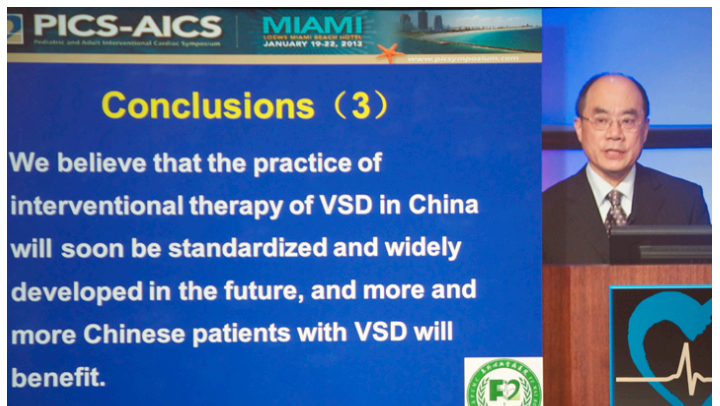 PICS-AICS
Pediatric and Adult Interventional Cardiac Symposium
MIAMI
LOEWS MIAMI BEACH HOTEL
JANUARY 19-22, 2013
www.picsymposium.com
Conclusions（3）
We believe that the practice of
interventional therapy of VSD in China
will soon be standardized and widely
developed in the future, and more and
more Chinese patients with VSD will
benefit.